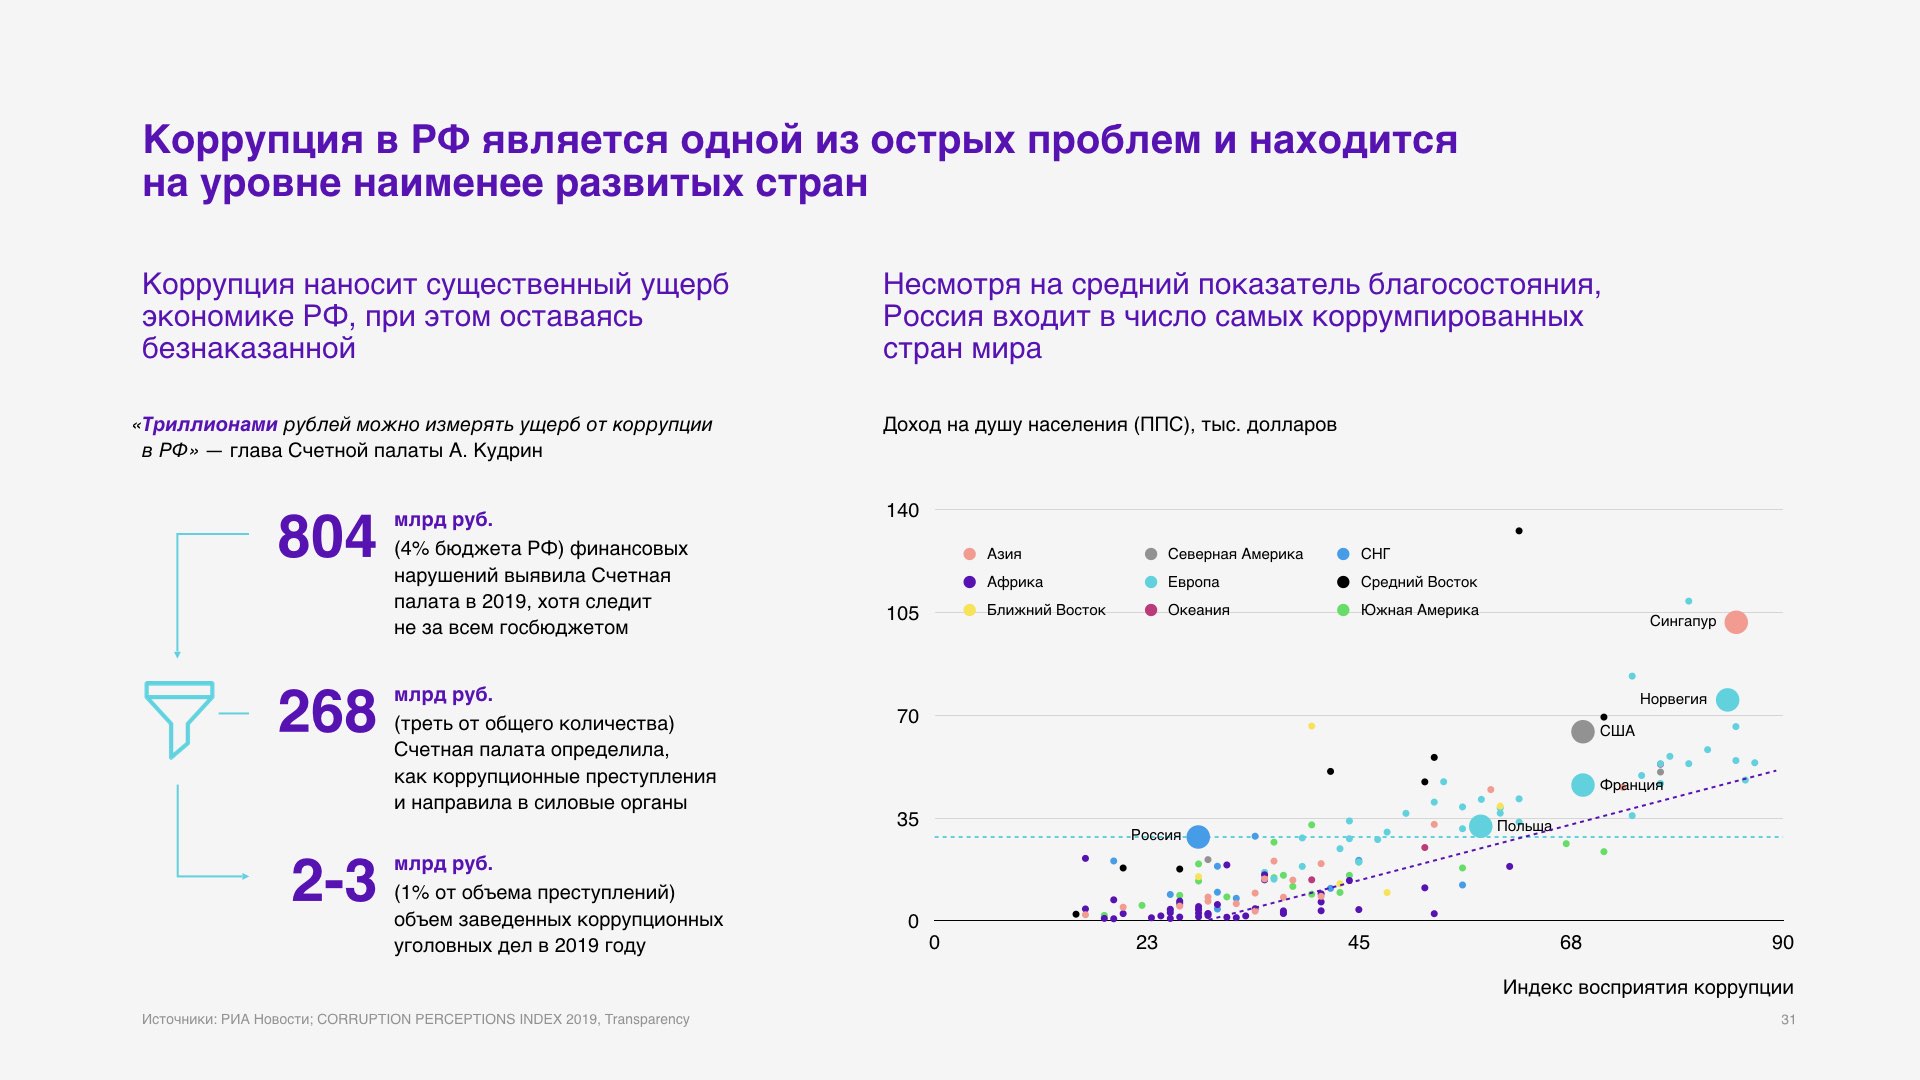 Коррупция в РФ является одной из острых проблем и находится
на уровне наименее развитых стран
Коррупция наносит существенный ущерб
экономике РФ, при этом оставаясь
безнаказанной
«Триллионами рублей можно измерять ущерб от коррупции
в РФ» — глава Счетной палаты А. Кудрин
804
млрд руб.
(4% бюджета РФ) финансовых
нарушений выявила Счетная
палата в 2019, хотя следит
не за всем госбюджетом
268
млрд руб.
(треть от общего количества)
Счетная палата определила,
как коррупционные преступления
и направила в силовые органы
2-3
млрд руб.
(1% от объема преступлений)
объем заведенных коррупционных
уголовных дел в 2019 году
Несмотря на средний показатель благосостояния,
Россия входит в число самых коррумпированных
стран мира
Доход на душу населения (ППС), тыс. долларов
140
105
70
35
0
Азия
Северная Америка
СНГ
Африка
Европа
Средний Восток
Ближний Восток
Океания
Южная Америка
Сингапур
Норвегия
США
Франция
Польша
Россия
0
23
45
68
90
Индекс восприятия коррупции
Источники: РИА Новости; CORRUPTION PERCEPTIONS INDEX 2019, Transparency
31